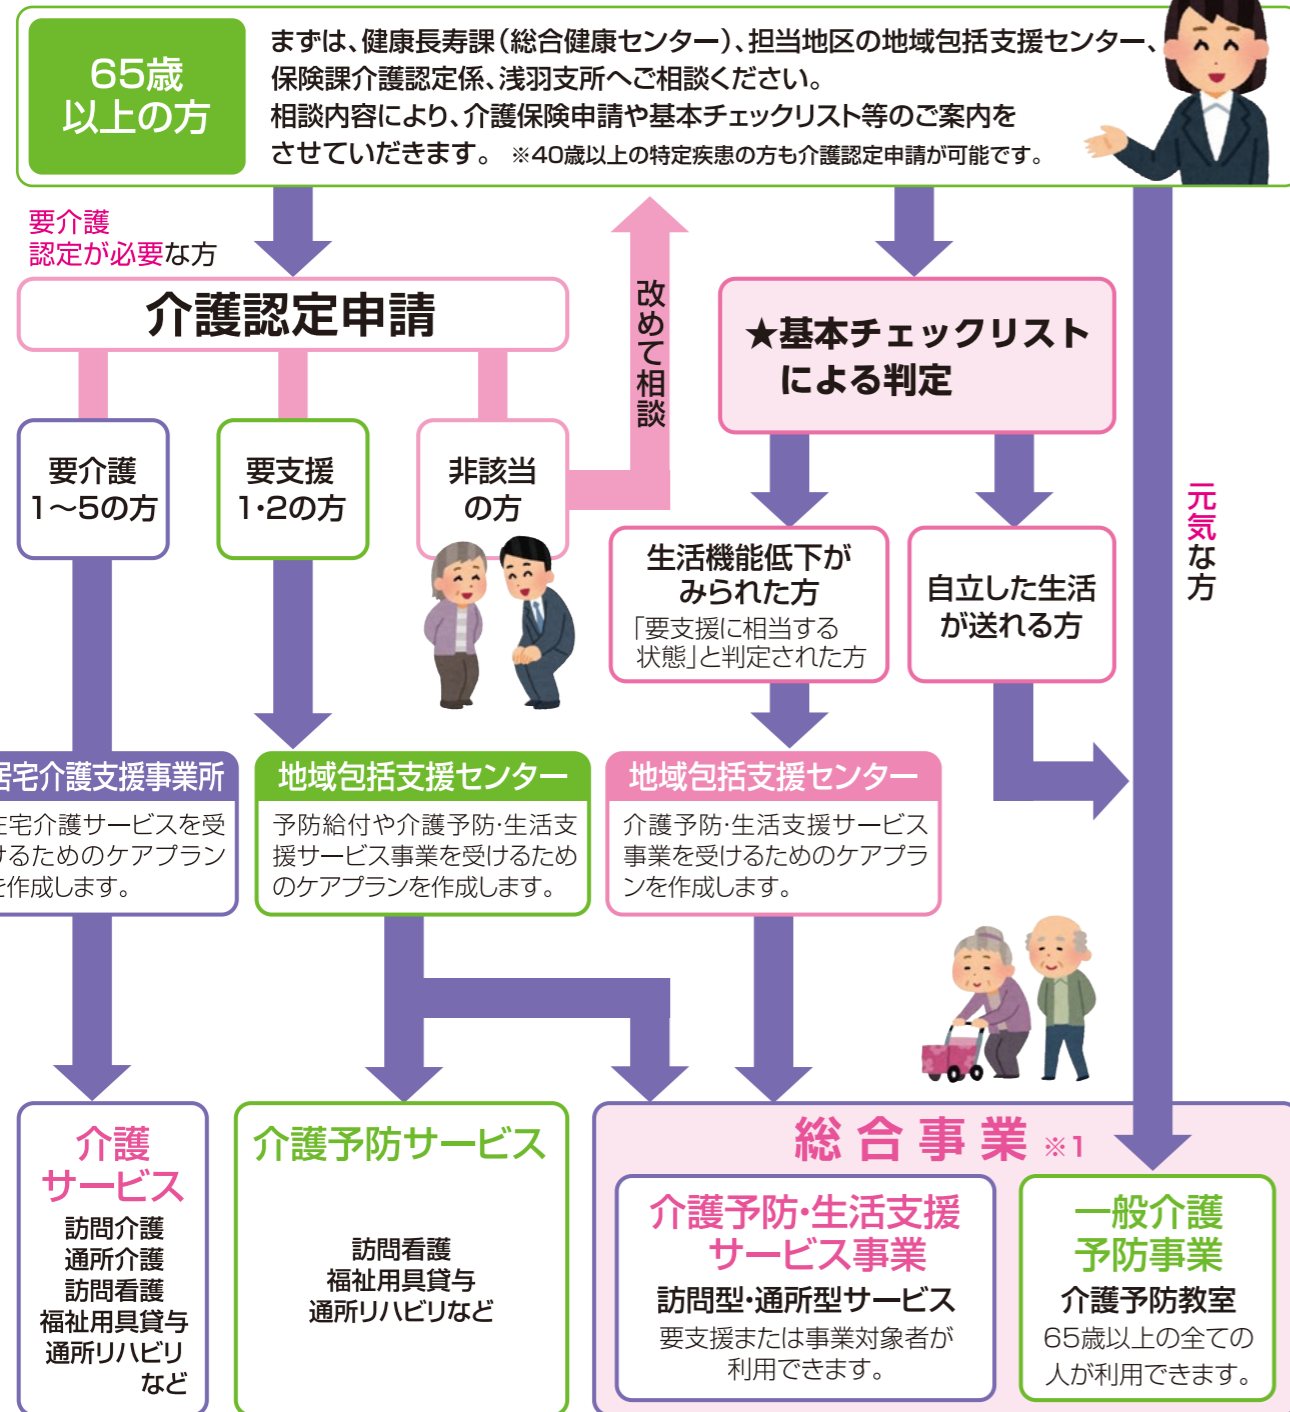 65歳
以上の方
まずは、健康長寿課(総合健康センター)、担当地区の地域包括支援センター、
保険課介護認定係、浅羽支所へご相談ください。
相談内容により、介護保険申請や基本チェックリスト等のご案内を
させていだきます。 ※40歳以上の特定疾患の方も介護認定申請が可能です。
要介護
認定が必要な方
介護認定申請
改めて相談
★基本チェックリスト
による判定
元気な方
要介護
1〜5の方
要支援
1・2の方
非該当
の方
生活機能低下が
みられた方
「要支援に相当する
状態」と判定された方
自立した生活
が送れる方
居宅介護支援事業所
在宅介護サービスを受
けるためのケアプラン
を作成します。
地域包括支援センター
予防給付や介護予防・生活支
援サービス事業を受けるため
のケアプランを作成します。
地域包括支援センター
介護予防・生活支援サービス
事業を受けるためのケアプラ
ンを作成します。
介護
サービス
訪問介護
通所介護
訪問看護
福祉用具貸与
通所リハビリ
など
介護予防サービス
訪問看護
福祉用具貸与
通所リハビリなど
総合事業 ※1
介護予防・生活支援
サービス事業
訪問型・通所型サービス
要支援または事業対象者が
利用できます。
一般介護
予防事業
介護予防教室
65歳以上の全ての
人が利用できます。